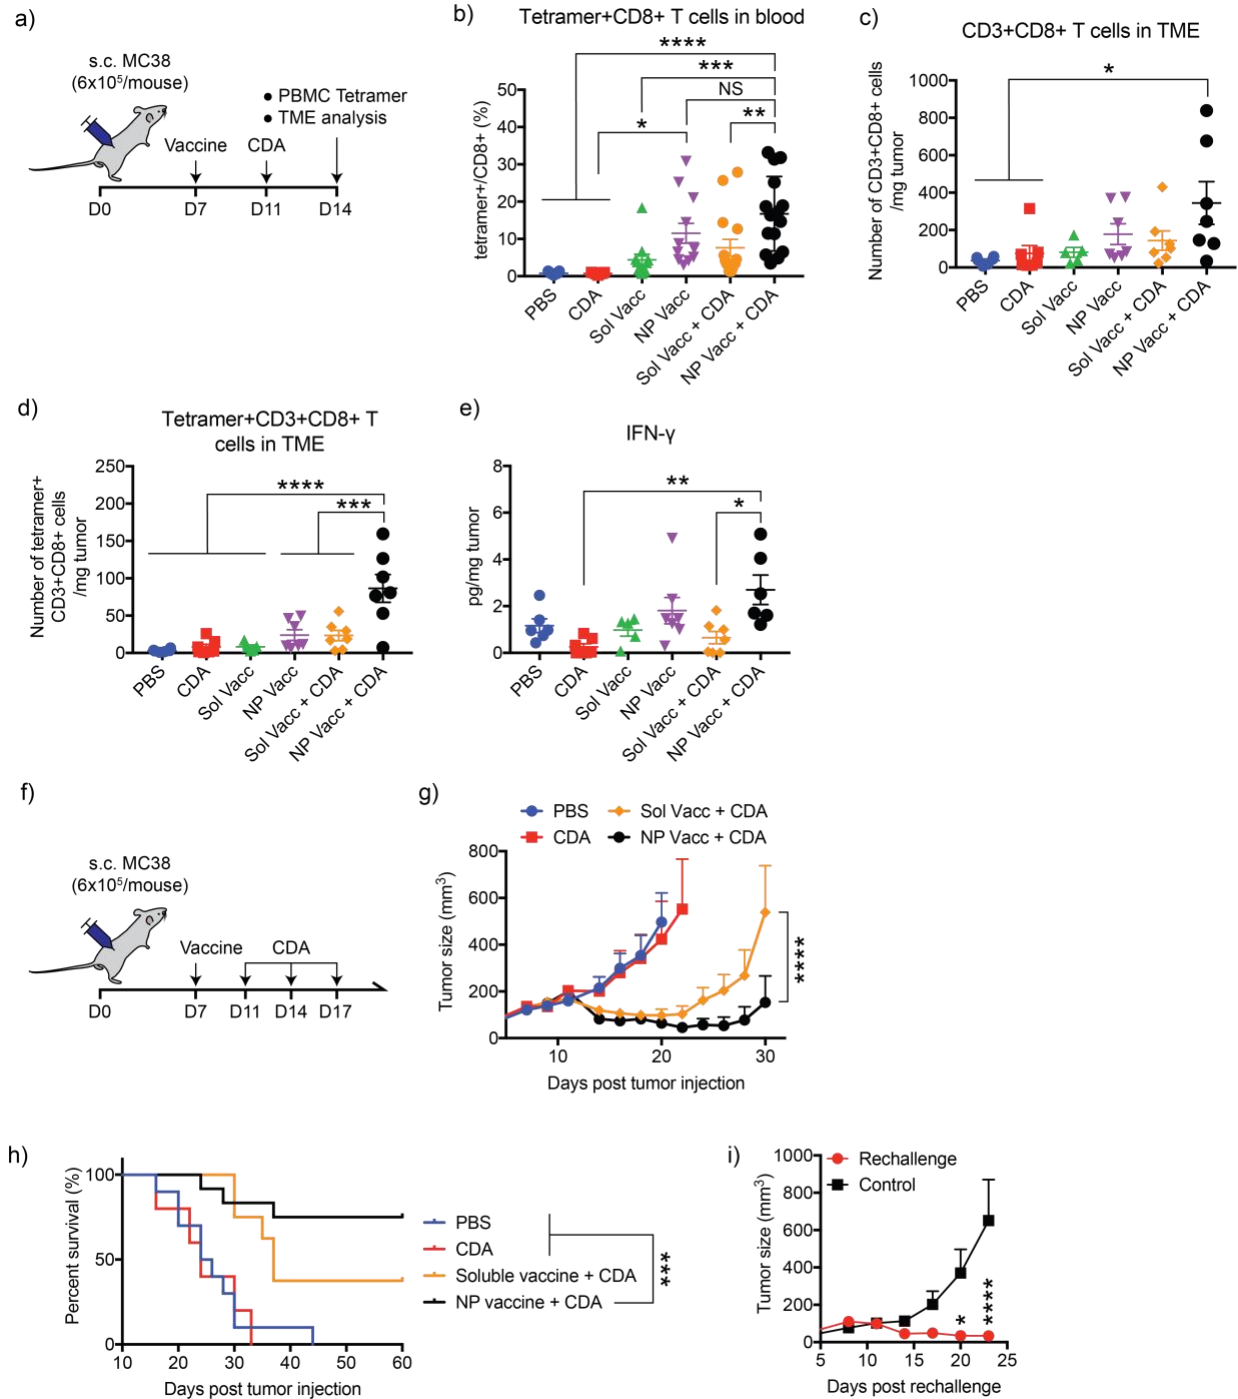 a)
s.c. MC38
(6x10⁵/mouse)
● PBMC Tetramer
● TME analysis
Vaccine
CDA
D0
D7
D11
D14
b)
Tetramer+CD8+ T cells in blood
****
***
NS
*
**
tetramer+/CD8+ (%)
50
40
30
20
10
0
PBS
CDA
Sol Vacc
NP Vacc
Sol Vacc + CDA
NP Vacc + CDA
c)
CD3+CD8+ T cells in TME
*
Number of CD3+CD8+ cells
/mg tumor
1000
800
600
400
200
0
PBS
CDA
Sol Vacc
NP Vacc
Sol Vacc + CDA
NP Vacc + CDA
d)
Tetramer+CD3+CD8+ T
cells in TME
****
***
Number of tetramer+
CD3+CD8+ cells
/mg tumor
250
200
150
100
50
0
PBS
CDA
Sol Vacc
NP Vacc
Sol Vacc + CDA
NP Vacc + CDA
e)
IFN-γ
**
*
pg/mg tumor
8
6
4
2
0
PBS
CDA
Sol Vacc
NP Vacc
Sol Vacc + CDA
NP Vacc + CDA
f)
s.c. MC38
(6x10⁵/mouse)
Vaccine
CDA
D0
D7
D11
D14
D17
g)
PBS
Sol Vacc + CDA
CDA
NP Vacc + CDA
Tumor size (mm³)
800
600
400
200
0
10
20
30
****
Days post tumor injection
h)
Percent survival (%)
100
50
0
10
20
30
40
50
60
Days post tumor injection
PBS
CDA
Soluble vaccine + CDA
NP vaccine + CDA
***
i)
Rechallenge
Control
Tumor size (mm³)
1000
800
600
400
200
0
5
10
15
20
25
*
****
Days post rechallenge